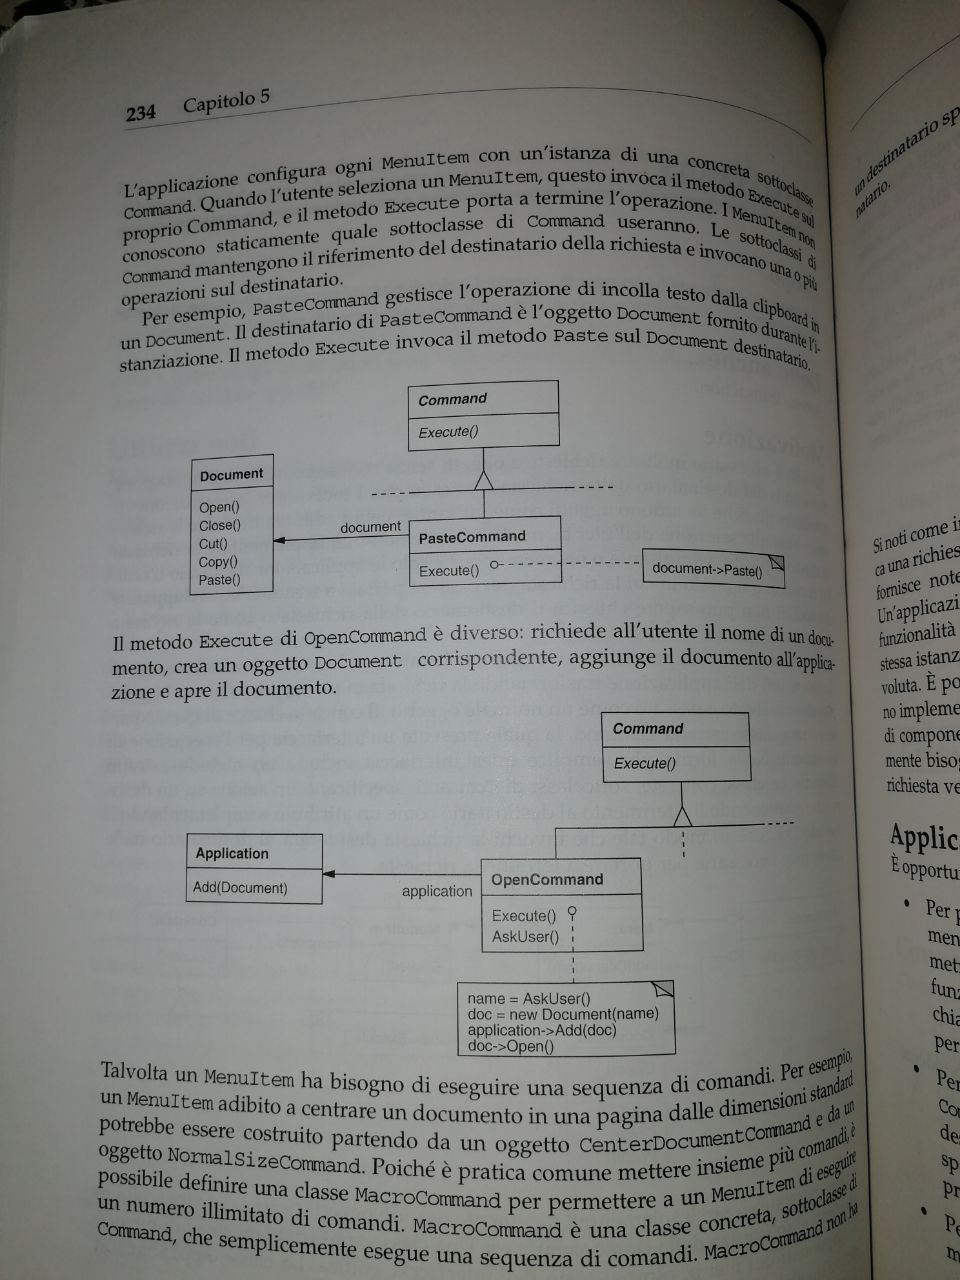 234 Capitolo 5
L'applicazione configura ogni MenuItem con un'istanza di una concreta sottoclasse
Command. Quando l'utente seleziona un MenuItem, questo invoca il metodo Execute sul
proprio Command, e il metodo Execute porta a termine l'operazione. I MenuItem non
conoscono staticamente quale sottoclasse di Command useranno. Le sottoclassi di
Command mantengono il riferimento del destinatario della richiesta e invocano una o più
operazioni sul destinatario.
Per esempio, PasteCommand gestisce l'operazione di incolla testo dalla clipboard in
un Document. Il destinatario di PasteCommand è l'oggetto Document fornito durante l'i-
stanziazione. Il metodo Execute invoca il metodo Paste sul Document destinatario.
Command
Execute()
Document
Open()
Close()
Cut()
Copy()
Paste()
document
PasteCommand
Execute()
document->Paste()
Il metodo Execute di OpenCommand è diverso: richiede all'utente il nome di un docu-
mento, crea un oggetto Document corrispondente, aggiunge il documento all'applica-
zione e apre il documento.
Command
Execute()
Application
Add(Document)
application
OpenCommand
Execute()
AskUser()
name = AskUser()
doc = new Document(name)
application->Add(doc)
doc->Open()
Talvolta un MenuItem ha bisogno di eseguire una sequenza di comandi. Per esempio,
un MenuItem adibito a centrare un documento in una pagina dalle dimensioni standard
potrebbe essere costruito partendo da un oggetto CenterDocumentCommand e da un
oggetto NormalSizeCommand. Poiché è pratica comune mettere insieme più comandi, è
possibile definire una classe MacroCommand per permettere a un MenuItem di eseguire
un numero illimitato di comandi. MacroCommand è una classe concreta, sottoclasse di
Command, che semplicemente esegue una sequenza di comandi. MacroCommand non ha
un destinatario sp
natario.
Si noti come i
ca una richies
fornisce note
Un'applicazi
funzionalità
stessa istanz
voluta. È po
no impleme
di compone
mente bisog
richiesta ve
Applic
È opportu
• Per p
men
met
funz
chia
per
• Per
Co
de
sp
pr
• Pe
m